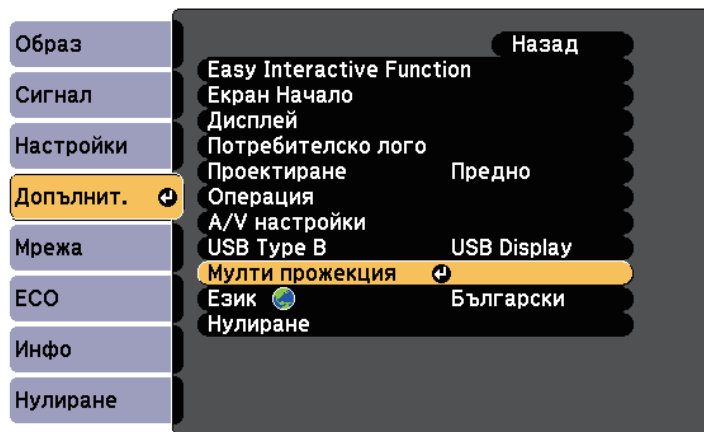 Образ
Сигнал
Настройки
Допълнит.
Мрежа
ECO
Инфо
Нулиране
Назад
Easy Interactive Function
Екран Начало
Дисплей
Потребителско лого
Проектиране Предно
Операция
A/V настройки
USB Type B USB Display
Мулти прожекция
Език Български
Нулиране